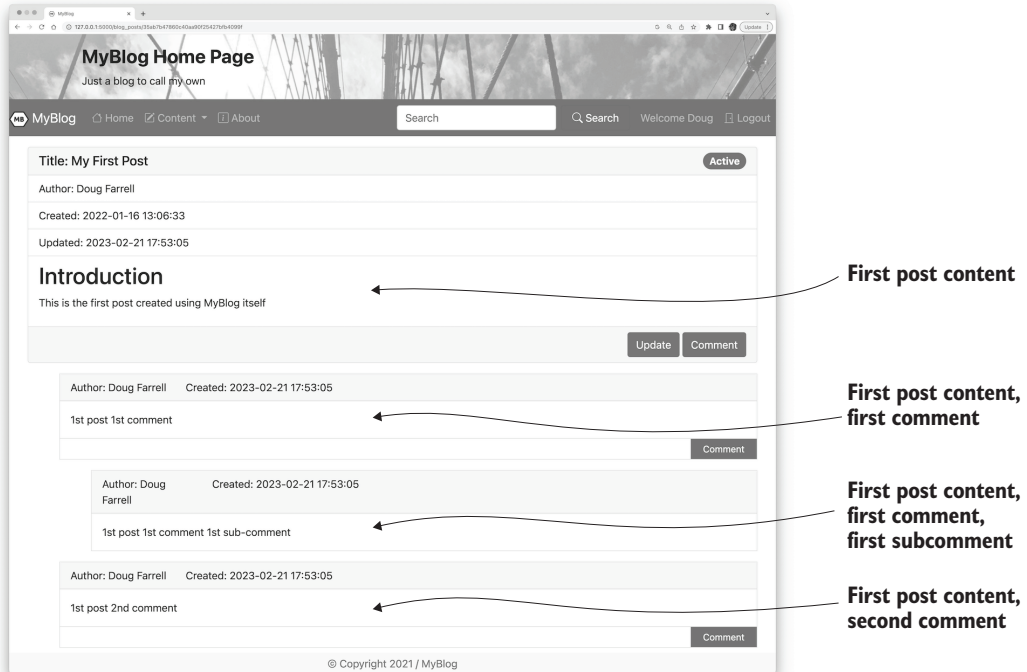 MyBlog
127.0.0.1:5000/blog_posts/
Update
MyBlog Home Page
Just a blog to call my own
MB MyBlog Home Content About Search Search Welcome Doug Logout
Title: My First Post Active
Author: Doug Farrell
Created: 2022-01-16 13:06:33
Updated: 2023-02-21 17:53:05
Introduction
This is the first post created using MyBlog itself
Update Comment
Author: Doug Farrell Created: 2023-02-21 17:53:05
1st post 1st comment
Comment
Author: Doug Created: 2023-02-21 17:53:05
Farrell
1st post 1st comment 1st sub-comment
Author: Doug Farrell Created: 2023-02-21 17:53:05
1st post 2nd comment
Comment
© Copyright 2021 / MyBlog
First post content
First post content,
first comment
First post content,
first comment,
first subcomment
First post content,
second comment